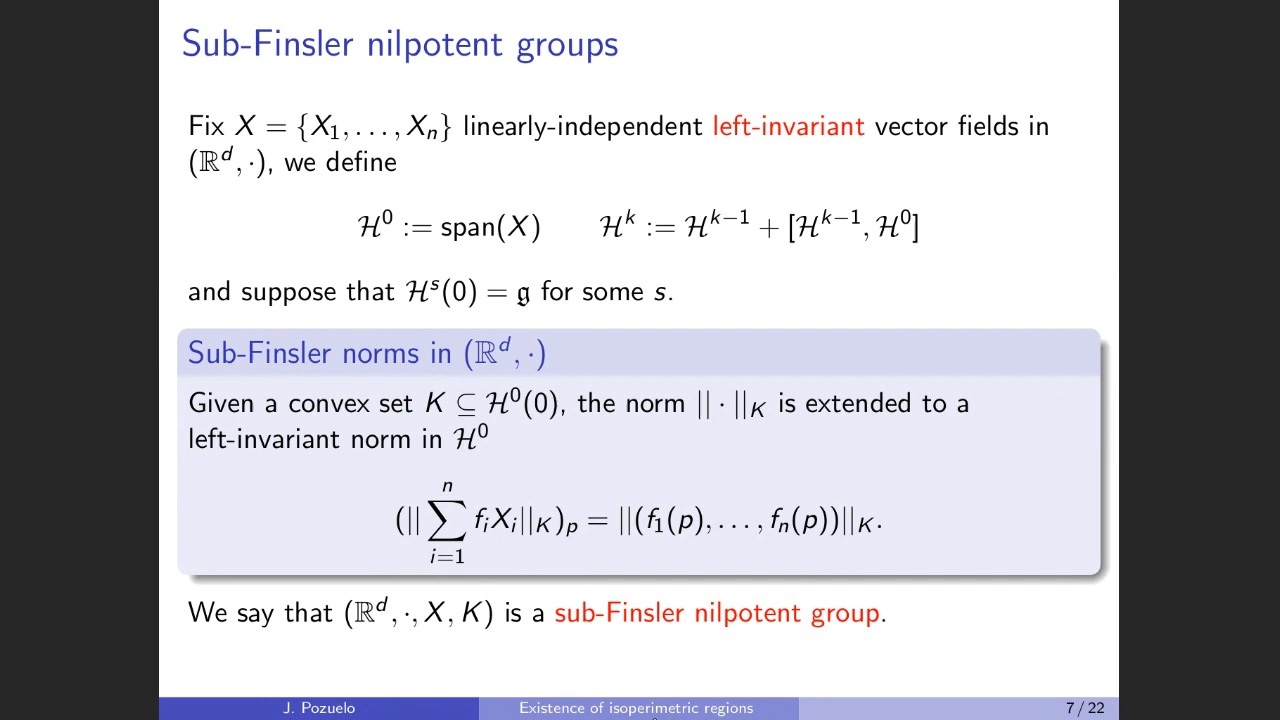 Sub-Finsler nilpotent groups
Fix X = {X₁, . . . , Xₙ} linearly-independent left-invariant vector fields in
(ℝᵈ, ·), we define
ℋ⁰ := span(X)  ℋᵏ := ℋᵏ⁻¹ + [ℋᵏ⁻¹, ℋ⁰]
and suppose that ℋˢ(0) = 𝔤 for some s.
Sub-Finsler norms in (ℝᵈ, ·)
Given a convex set K ⊆ ℋ⁰(0), the norm || · ||_K is extended to a
left-invariant norm in ℋ⁰
(|| ∑_{i=1}^{n} fᵢXᵢ||_K)ₚ = ||(f₁(p), . . . , fₙ(p))||_K.
We say that (ℝᵈ, ·, X, K) is a sub-Finsler nilpotent group.
J. Pozuelo Existence of isoperimetric regions 7 / 22